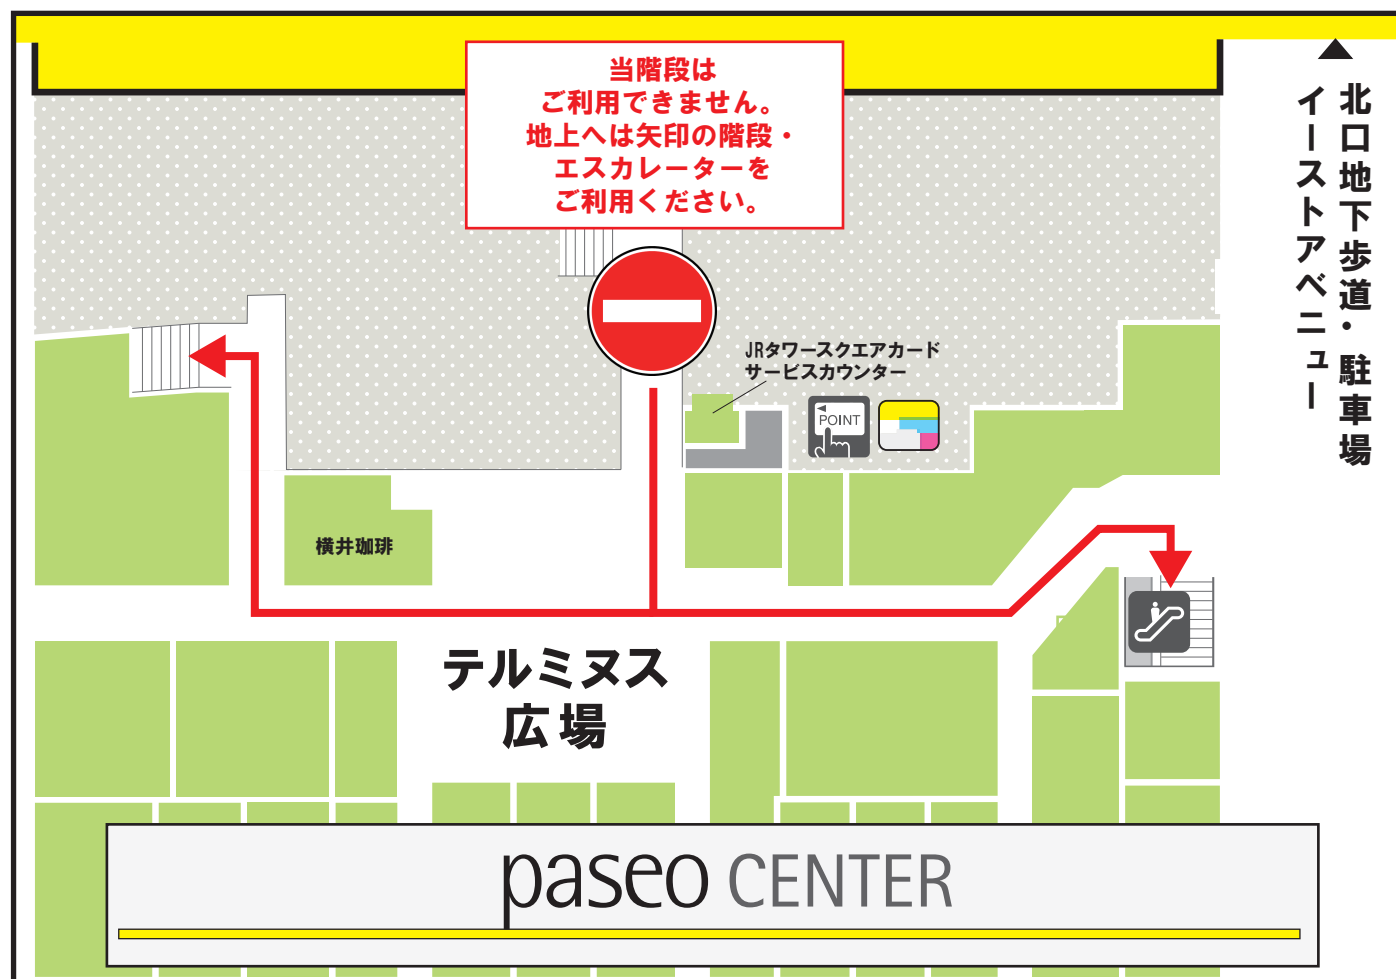 当階段は
ご利用できません。
地上へは矢印の階段・
エスカレーターを
ご利用ください。
北口地下歩道・駐車場
イーストアベニュー
JRタワースクエアカード
サービスカウンター
POINT
横井珈琲
テルミヌス
広場
paseo CENTER